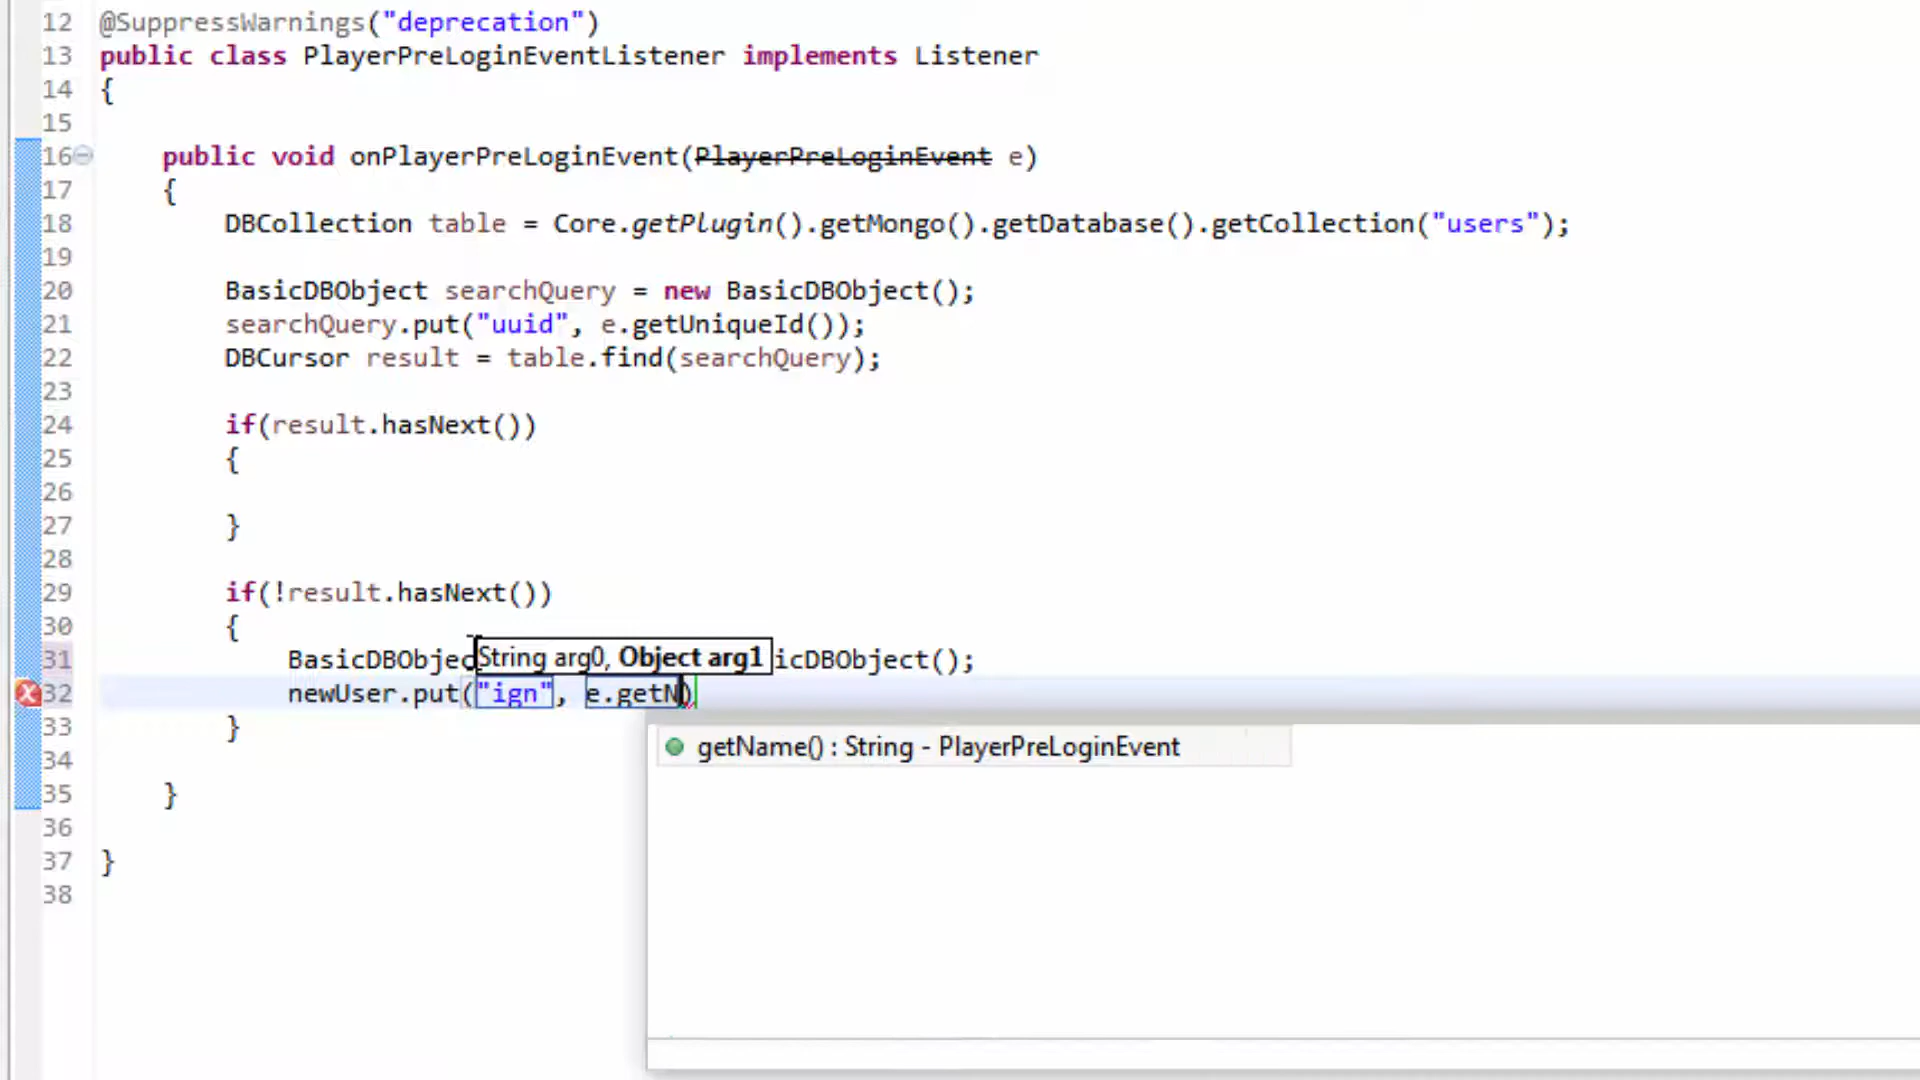 12 @SuppressWarnings("deprecation")
13 public class PlayerPreLoginEventListener implements Listener
14 {
15
16 public void onPlayerPreLoginEvent(PlayerPreLoginEvent e)
17 {
18 DBCollection table = Core.getPlugin().getMongo().getDatabase().getCollection("users");
19
20 BasicDBObject searchQuery = new BasicDBObject();
21 searchQuery.put("uuid", e.getUniqueId());
22 DBCursor result = table.find(searchQuery);
23
24 if(result.hasNext())
25 {
26
27 }
28
29 if(!result.hasNext())
30 {
31 BasicDBObjec String arg0, Object arg1 icDBObject();
32 newUser.put("ign", e.getN)
33 }
getName() : String - PlayerPreLoginEvent
34
35 }
36
37 }
38